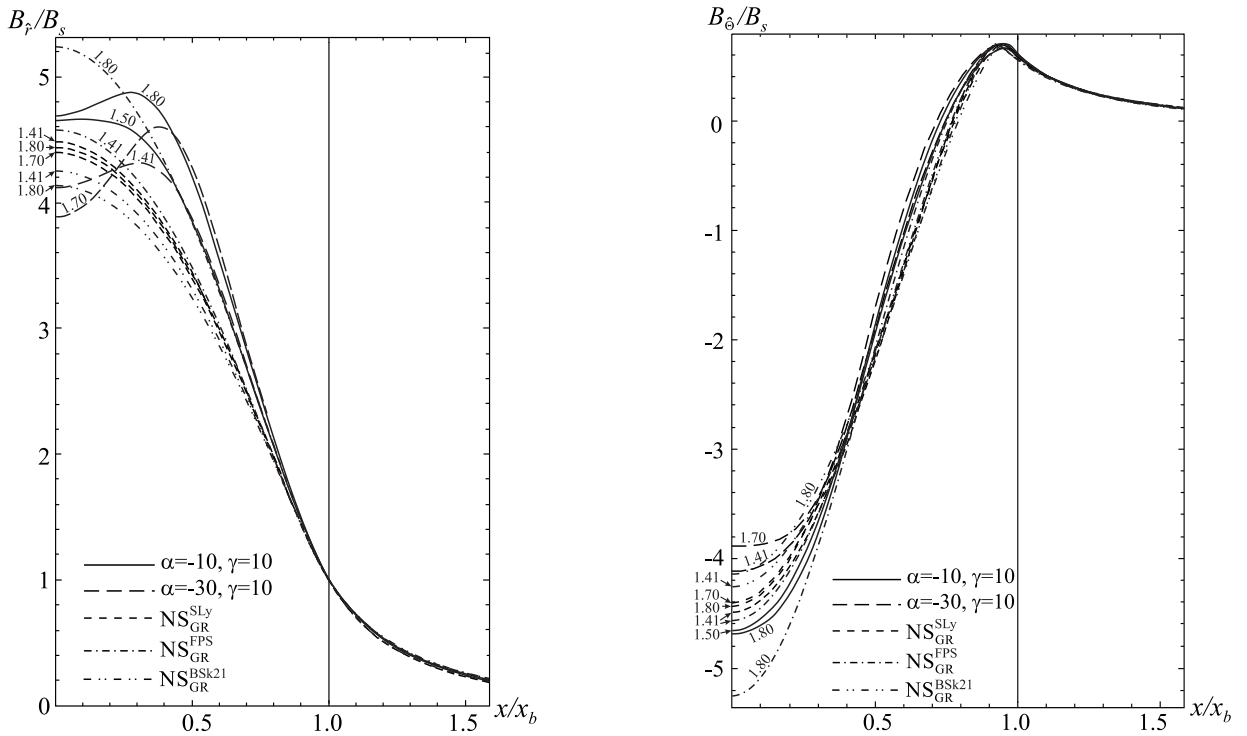 B_r̂/B_s
5
4
3
2
1
0
1.80
1.80
1.50
1.41
1.80
1.70
1.41
1.80
1.41
1.41
1.70
α=-10, γ=10
α=-30, γ=10
NS_GR^SLy
NS_GR^FPS
NS_GR^BSk21
0.5
1.0
1.5
x/x_b
B_Θ̂/B_s
0
-1
-2
-3
-4
-5
1.80
1.70
1.41
1.41
1.70
1.80
1.41
1.50
1.80
1.80
α=-10, γ=10
α=-30, γ=10
NS_GR^SLy
NS_GR^FPS
NS_GR^BSk21
0.5
1.0
1.5
x/x_b